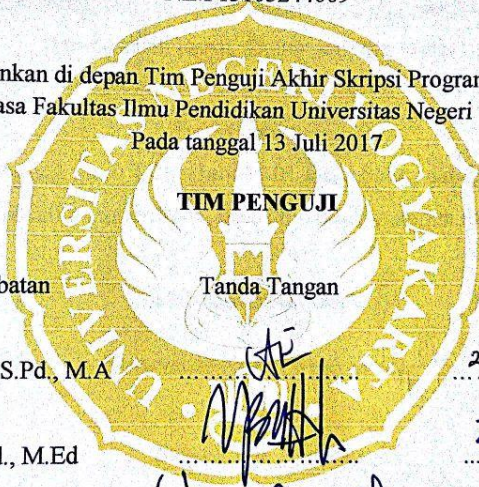 nkan di depan Tim Penguji Akhir Skripsi Program
asa Fakultas Ilmu Pendidikan Universitas Negeri
Pada tanggal 13 Juli 2017
TIM PENGUJI
batan Tanda Tangan
S.Pd., M.A
l., M.Ed
UNIVERSITAS NEGERI YOGYAKARTA